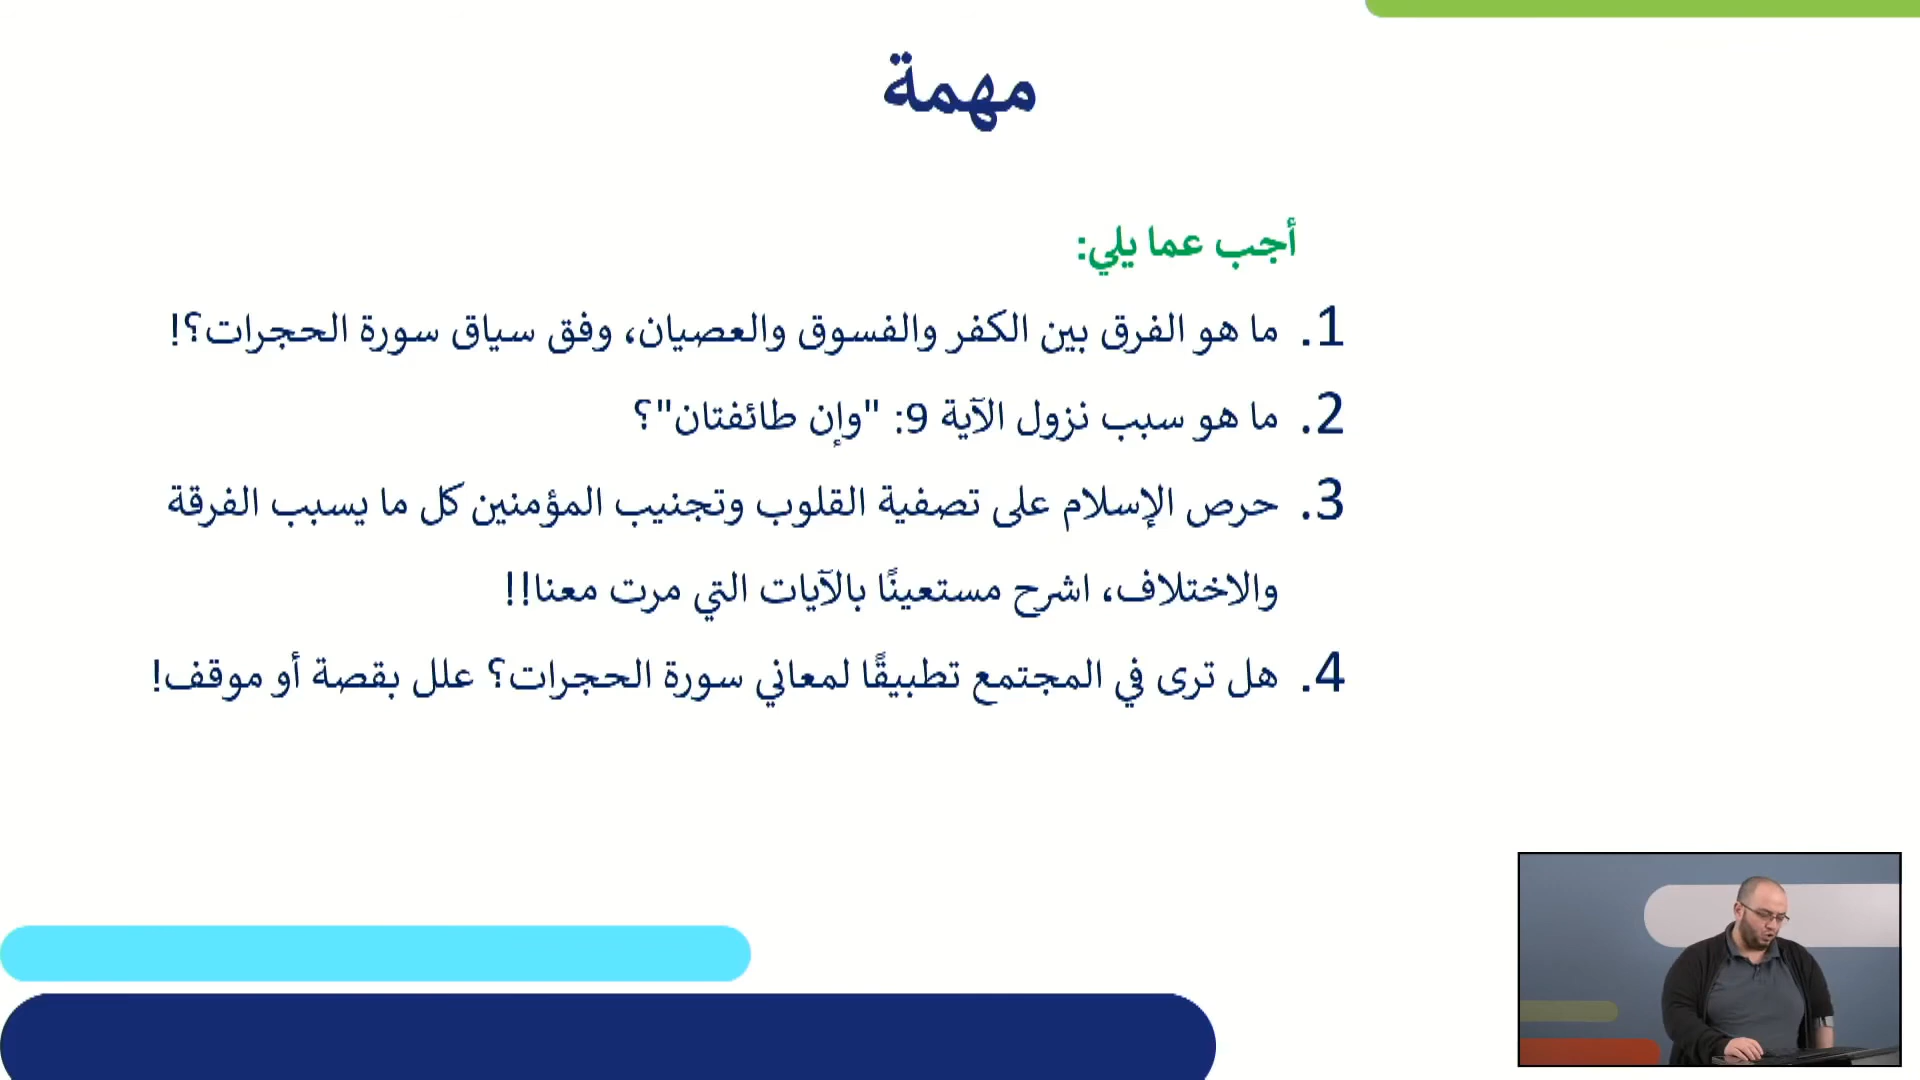 مهمة
أجب عما يلي:
1. ما هو الفرق بين الكفر والفسوق والعصيان، وفق سياق سورة الحجرات؟!
2. ما هو سبب نزول الآية 9: "وإن طائفتان"؟
3. حرص الإسلام على تصفية القلوب وتجنيب المؤمنين كل ما يسبب الفرقة
والاختلاف، اشرح مستعينًا بالآيات التي مرت معنا!!
4. هل ترى في المجتمع تطبيقًا لمعاني سورة الحجرات؟ علل بقصة أو موقف!